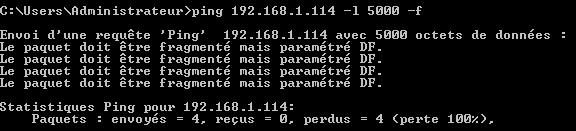 C:\Users\Administrateur>ping 192.168.1.114 -l 5000 -f
Envoi d'une requête 'Ping'  192.168.1.114 avec 5000 octets de données :
Le paquet doit être fragmenté mais paramétré DF.
Le paquet doit être fragmenté mais paramétré DF.
Le paquet doit être fragmenté mais paramétré DF.
Le paquet doit être fragmenté mais paramétré DF.
Statistiques Ping pour 192.168.1.114:
    Paquets : envoyés = 4, reçus = 0, perdus = 4 (perte 100%),